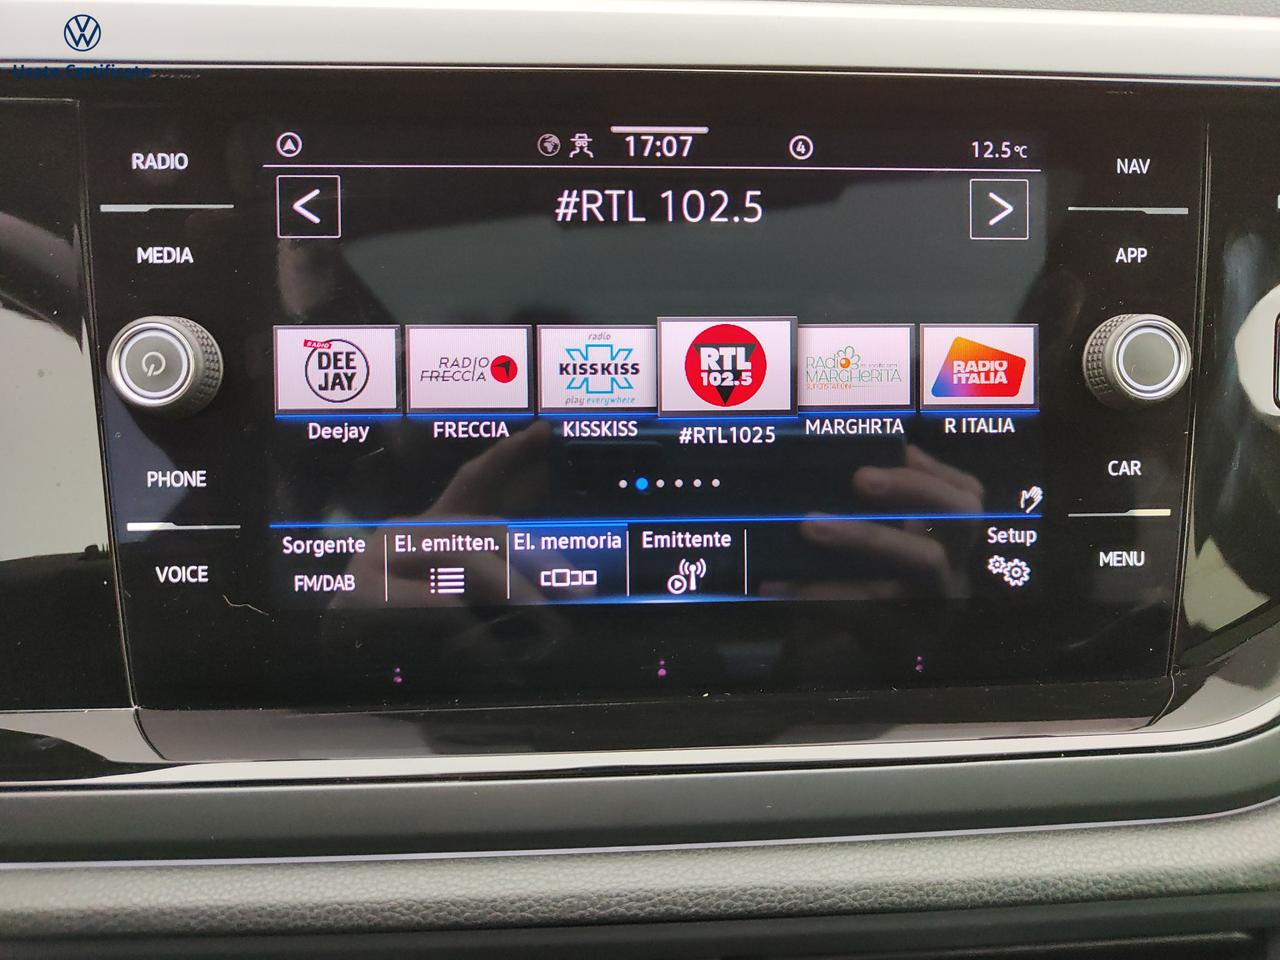 Usato Certificato
RADIO
MEDIA
PHONE
VOICE
17:07
4
12.5°C
< #RTL 102.5 >
RADIO DEE JAY
RADIO FRECCIA
radio KISSKISS play everywhere
RTL 102.5
RADIO MARGHERITA
RADIO ITALIA
Deejay
FRECCIA
KISSKISS
#RTL1025
MARGHRTA
R ITALIA
Sorgente
FM/DAB
El. emitten.
El. memoria
Emittente
Setup
NAV
APP
CAR
MENU